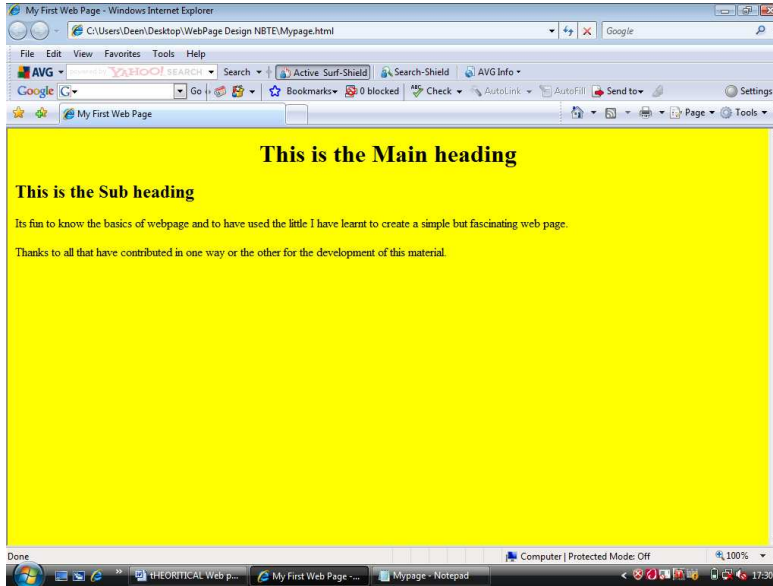 My First Web Page - Windows Internet Explorer
C:\Users\Deen\Desktop\WebPage Design NBTE\Mypage.html Google
File Edit View Favorites Tools Help
AVG YAHOO! SEARCH Search Active Surf-Shield Search-Shield AVG Info
Google G Go Bookmarks 0 blocked ABC Check AutoLink AutoFill Send to Settings
My First Web Page Page Tools
This is the Main heading
This is the Sub heading
Its fun to know the basics of webpage and to have used the little I have learnt to create a simple but fascinating web page.
Thanks to all that have contributed in one way or the other for the development of this material.
Done Computer | Protected Mode: Off 100%
tHEORITICAL Web p... My First Web Page -... Mypage - Notepad 17:30